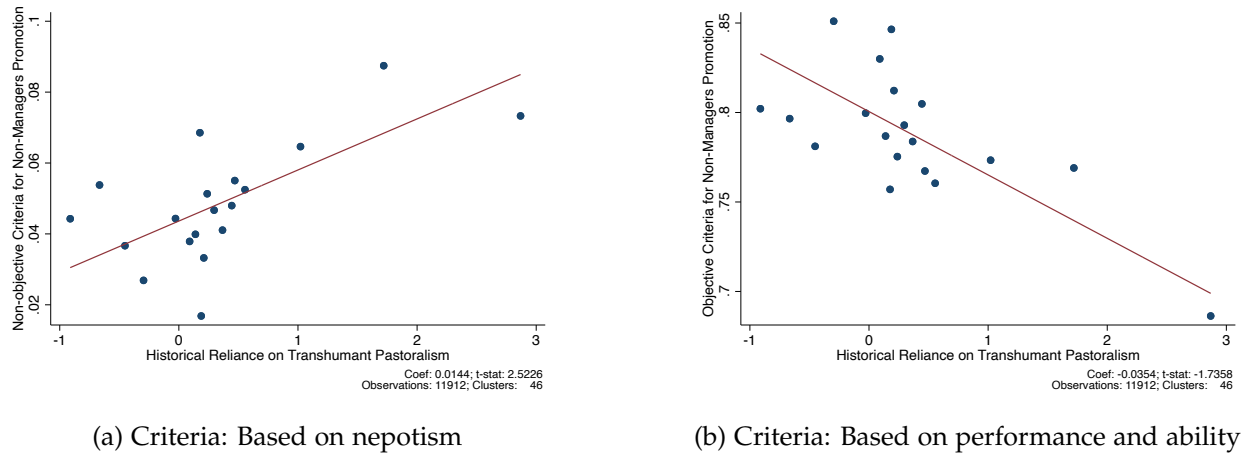 Non-objective Criteria for Non-Managers Promotion
.1
.08
.06
.04
.02
-1 0 1 2 3
Historical Reliance on Transhumant Pastoralism
Coef: 0.0144; t-stat: 2.5226
Observations: 11912; Clusters: 46
(a) Criteria: Based on nepotism
Objective Criteria for Non-Managers Promotion
.85
.8
.75
.7
-1 0 1 2 3
Historical Reliance on Transhumant Pastoralism
Coef: -0.0354; t-stat: -1.7358
Observations: 11912; Clusters: 46
(b) Criteria: Based on performance and ability